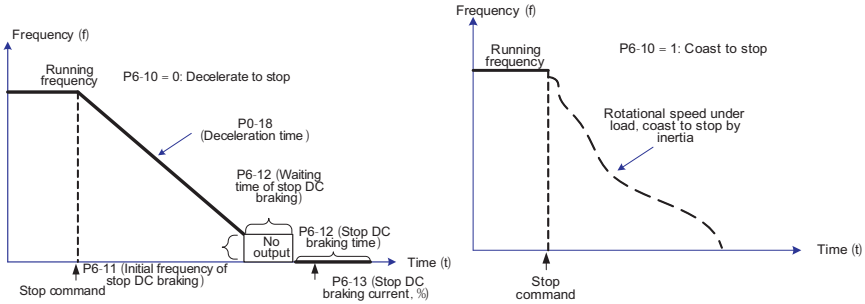 Frequency (f)
Running
frequency
P6-10 = 0: Decelerate to stop
P0-18
(Deceleration time )
P6-12 (Waiting
time of stop DC
braking)
No
output
P6-12 (Stop DC
braking time)
Time (t)
P6-11 (Initial frequency of
stop DC braking)
Stop command
P6-13 (Stop DC
braking current, %)
Frequency (f)
Running
frequency
P6-10 = 1: Coast to stop
Rotational speed under
load, coast to stop by
inertia
Time (t)
Stop
command